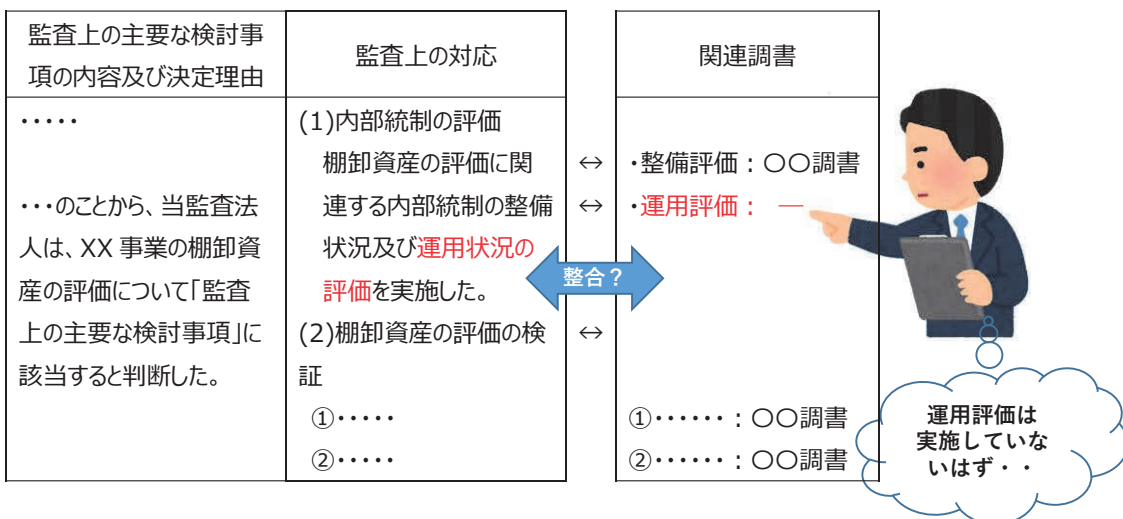 監査上の主要な検討事
項の内容及び決定理由
・・・・・
・・・のことから、当監査法
人は、XX 事業の棚卸資
産の評価について「監査
上の主要な検討事項」に
該当すると判断した。
監査上の対応
(1)内部統制の評価
棚卸資産の評価に関
連する内部統制の整備
状況及び運用状況の
評価を実施した。
(2)棚卸資産の評価の検
証
①・・・・・
②・・・・・
↔
↔
整合？
↔
関連調書
・整備評価：〇〇調書
・運用評価： ―
①・・・・・・：〇〇調書
②・・・・・・：〇〇調書
運用評価は
実施していな
いはず・・